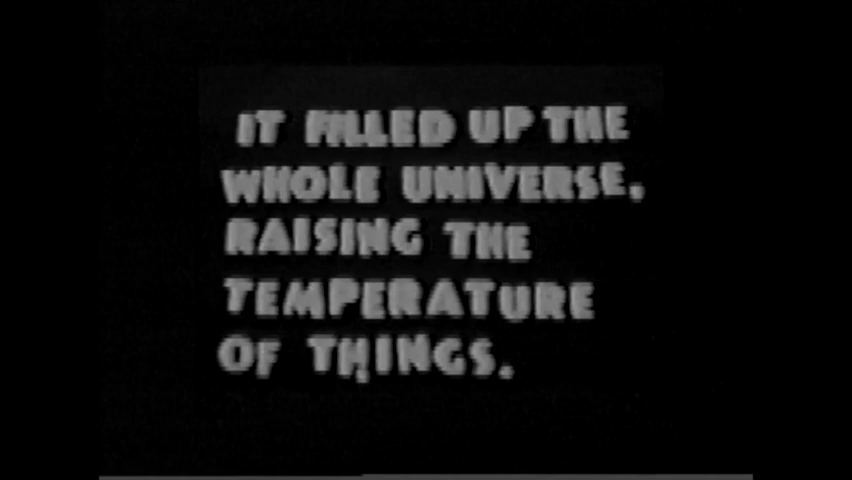 IT FILLED UP THE
WHOLE UNIVERSE,
RAISING THE
TEMPERATURE
OF THINGS.